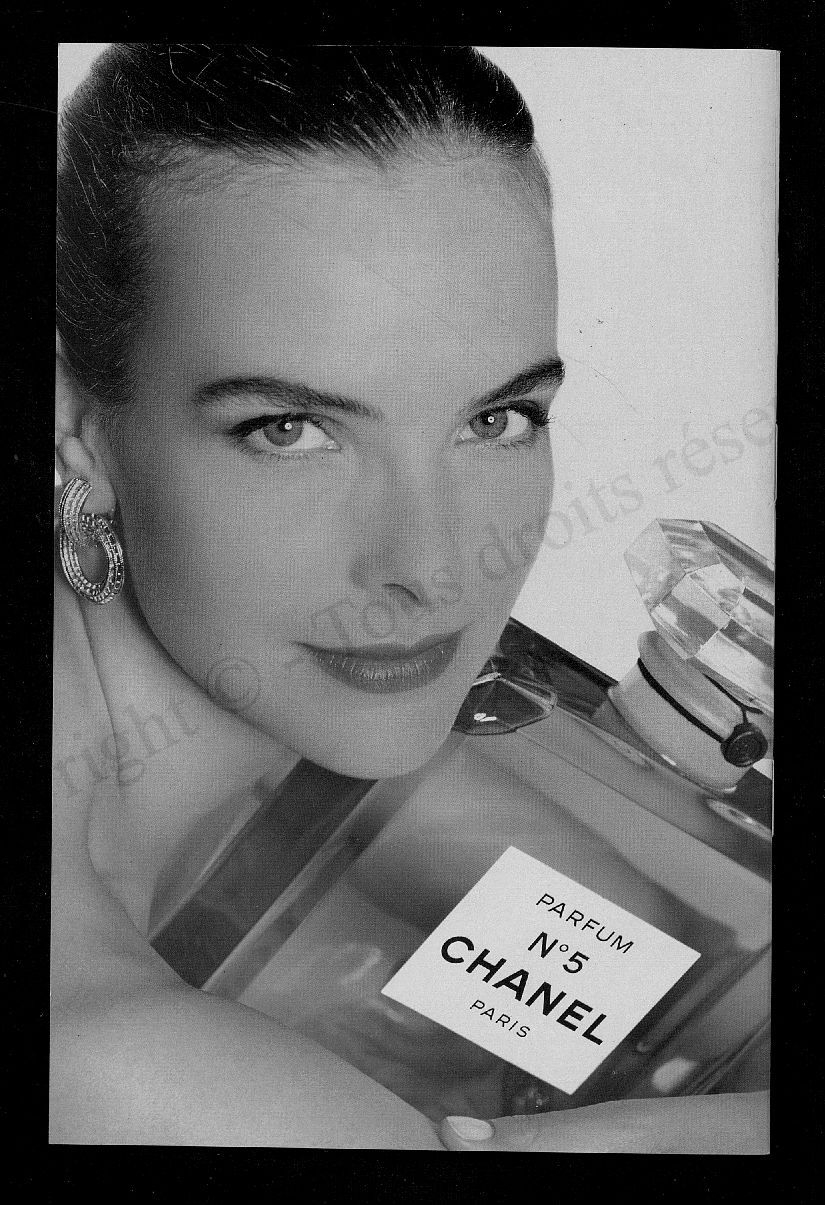 right © - Tous droits rése
PARFUM
N°5
CHANEL
PARIS